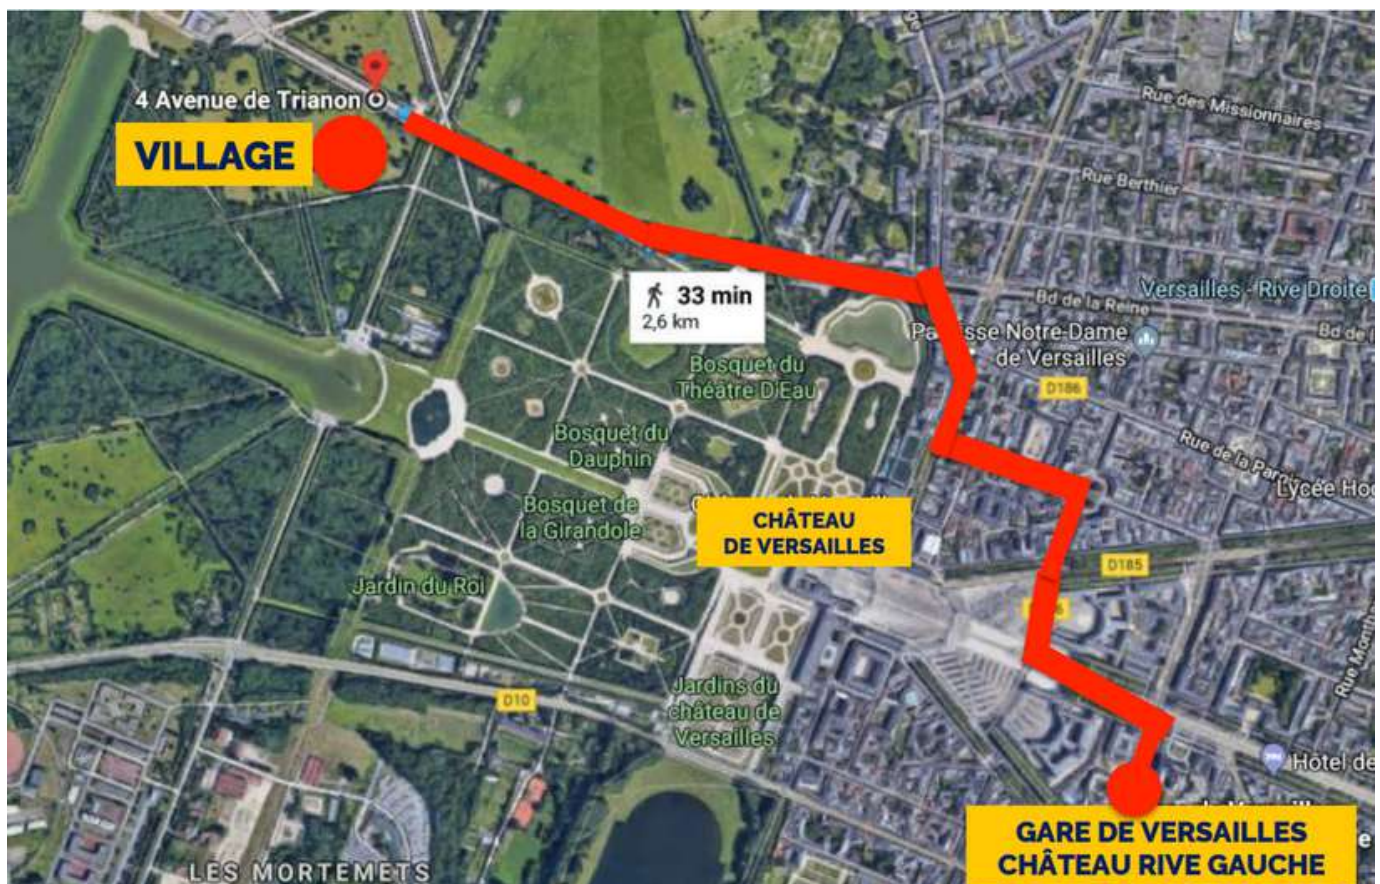 4 Avenue de Trianon
VILLAGE
Rue des Missionnaires
Rue Berthier
33 min
2,6 km
Bd de la Reine
Versailles - Rive Droite
Bd de la
Notre-Dame
de Versailles
Bosquet du
Théâtre D'Eau
D186
Rue de la
Bosquet du
Dauphin
Lycée
Bosquet de
la Girandole
CHÂTEAU
DE VERSAILLES
D185
Jardin du Roi
D10
Jardins du
château de
Versailles
Hôtel de
GARE DE VERSAILLES
CHÂTEAU RIVE GAUCHE
LES MORTEMETS